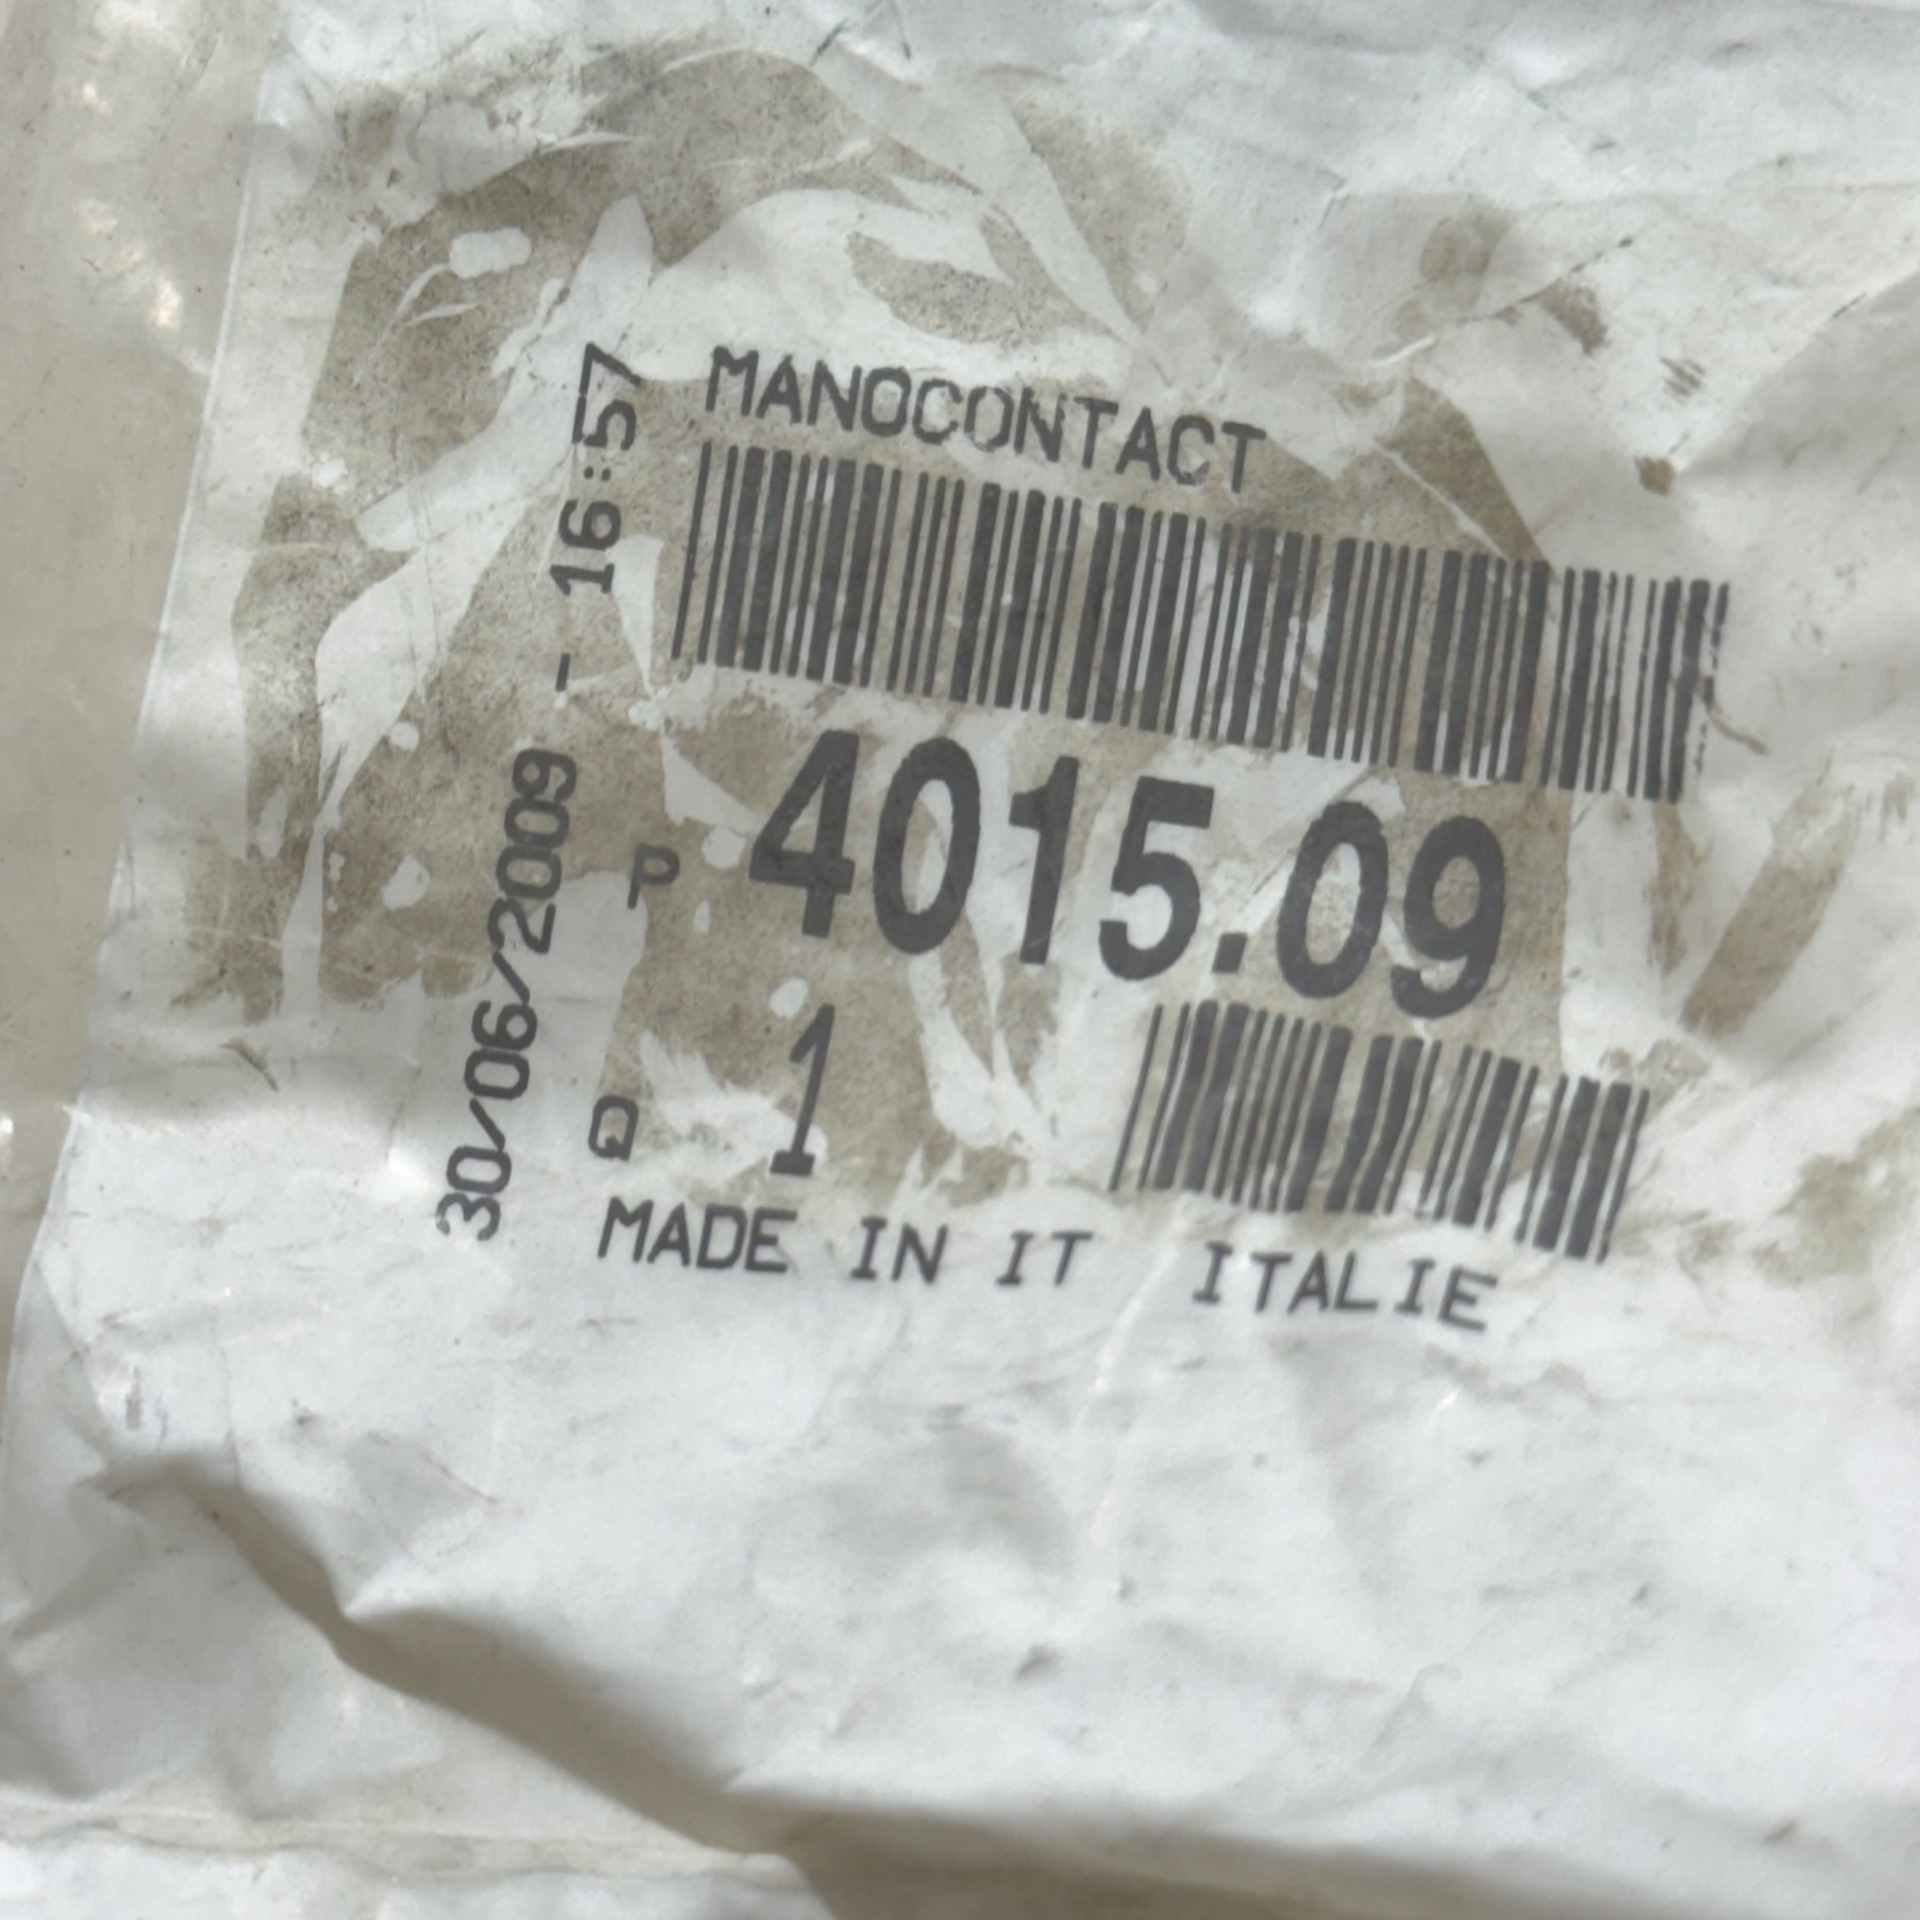 MANOCONTACT
30/06/2009 - 16:57
P 4015.09
Q 1
MADE IN IT ITALIE